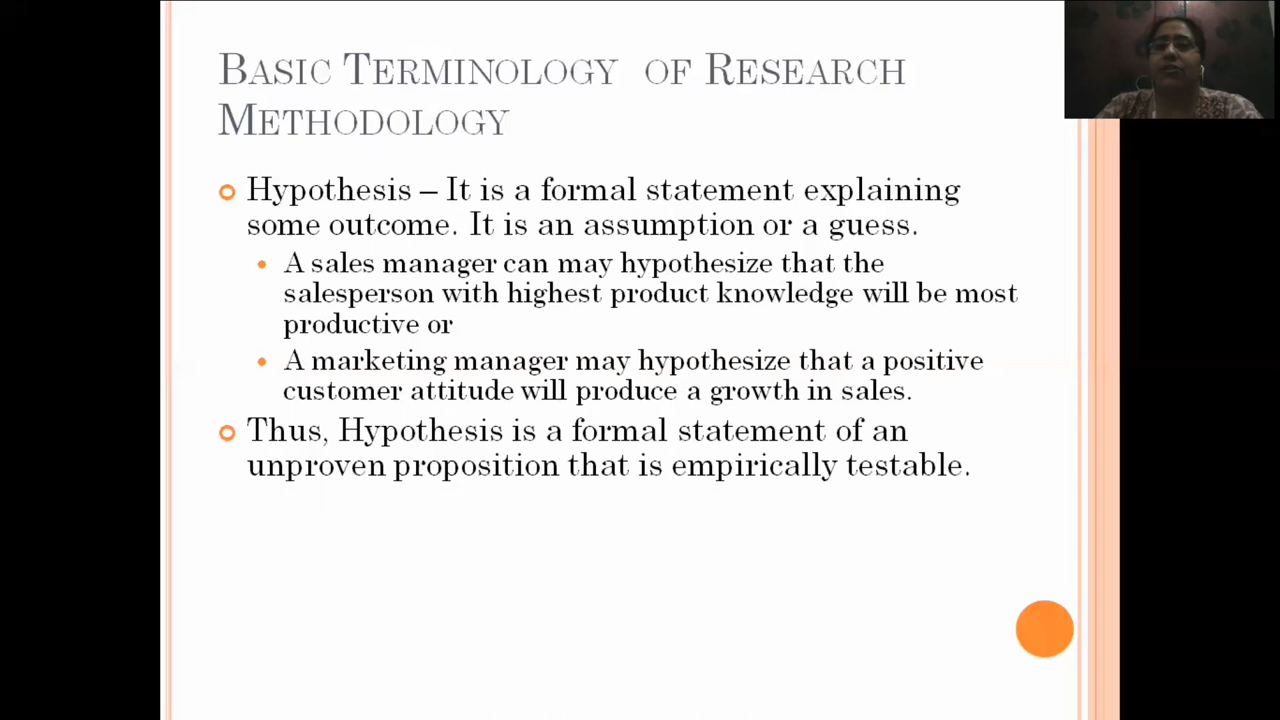 BASIC TERMINOLOGY OF RESEARCH
METHODOLOGY
Hypothesis – It is a formal statement explaining
some outcome. It is an assumption or a guess.
A sales manager can may hypothesize that the
salesperson with highest product knowledge will be most
productive or
A marketing manager may hypothesize that a positive
customer attitude will produce a growth in sales.
Thus, Hypothesis is a formal statement of an
unproven proposition that is empirically testable.